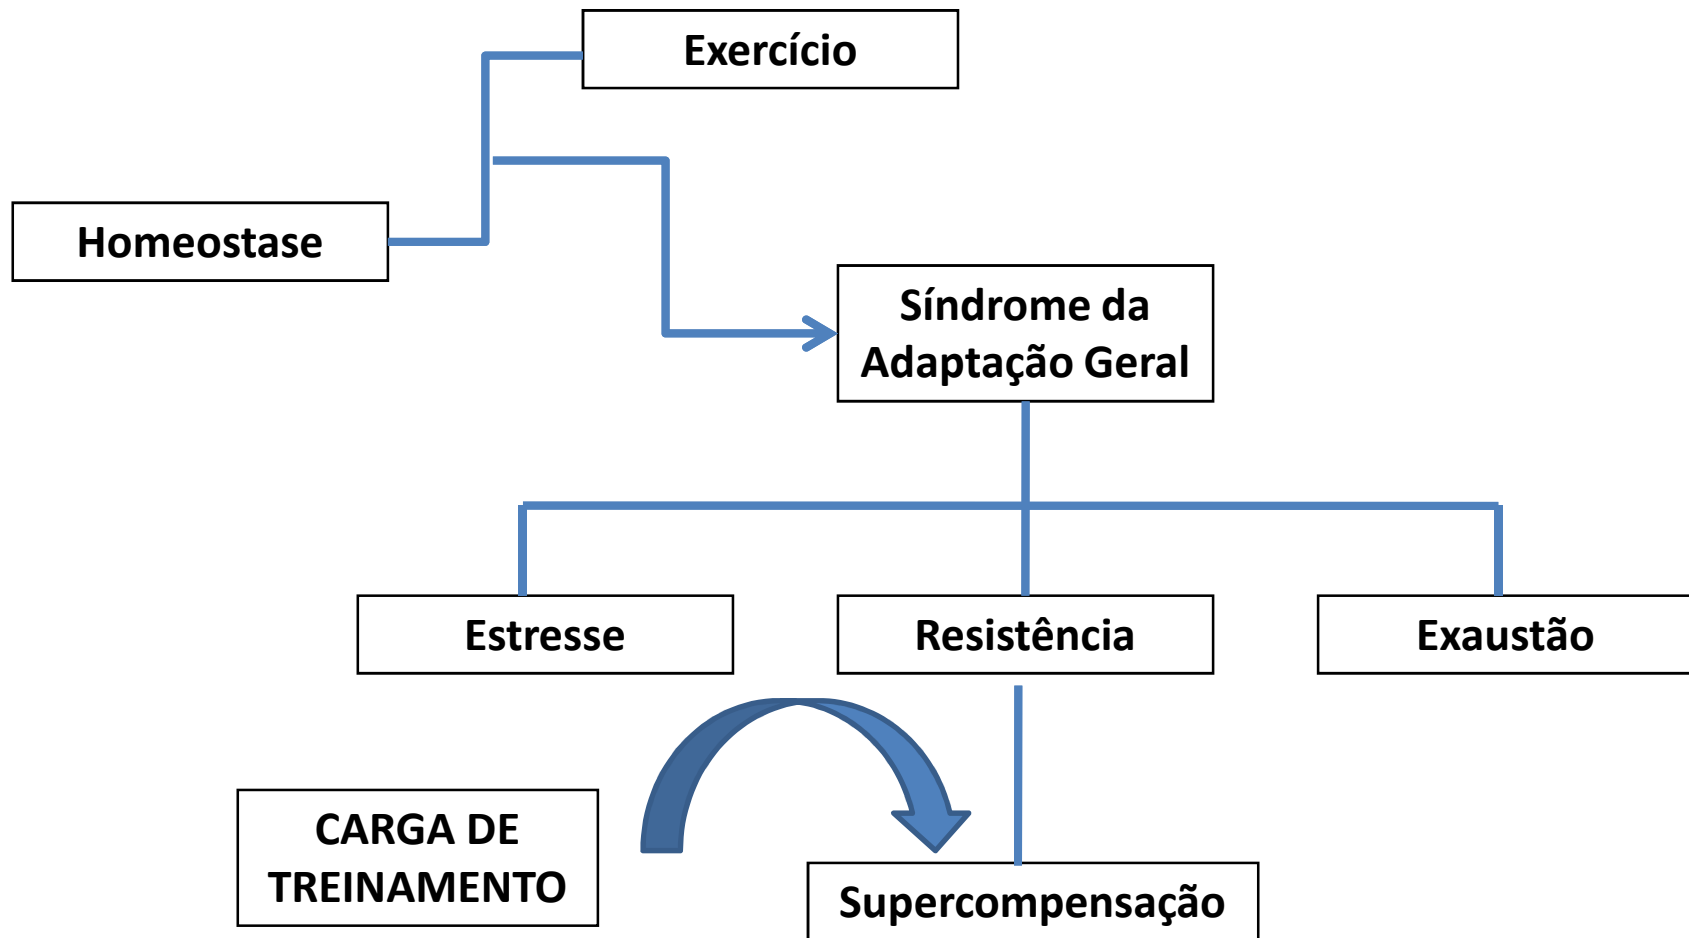 Exercício
Homeostase
Síndrome da
Adaptação Geral
Estresse
Resistência
Exaustão
CARGA DE
TREINAMENTO
Supercompensação